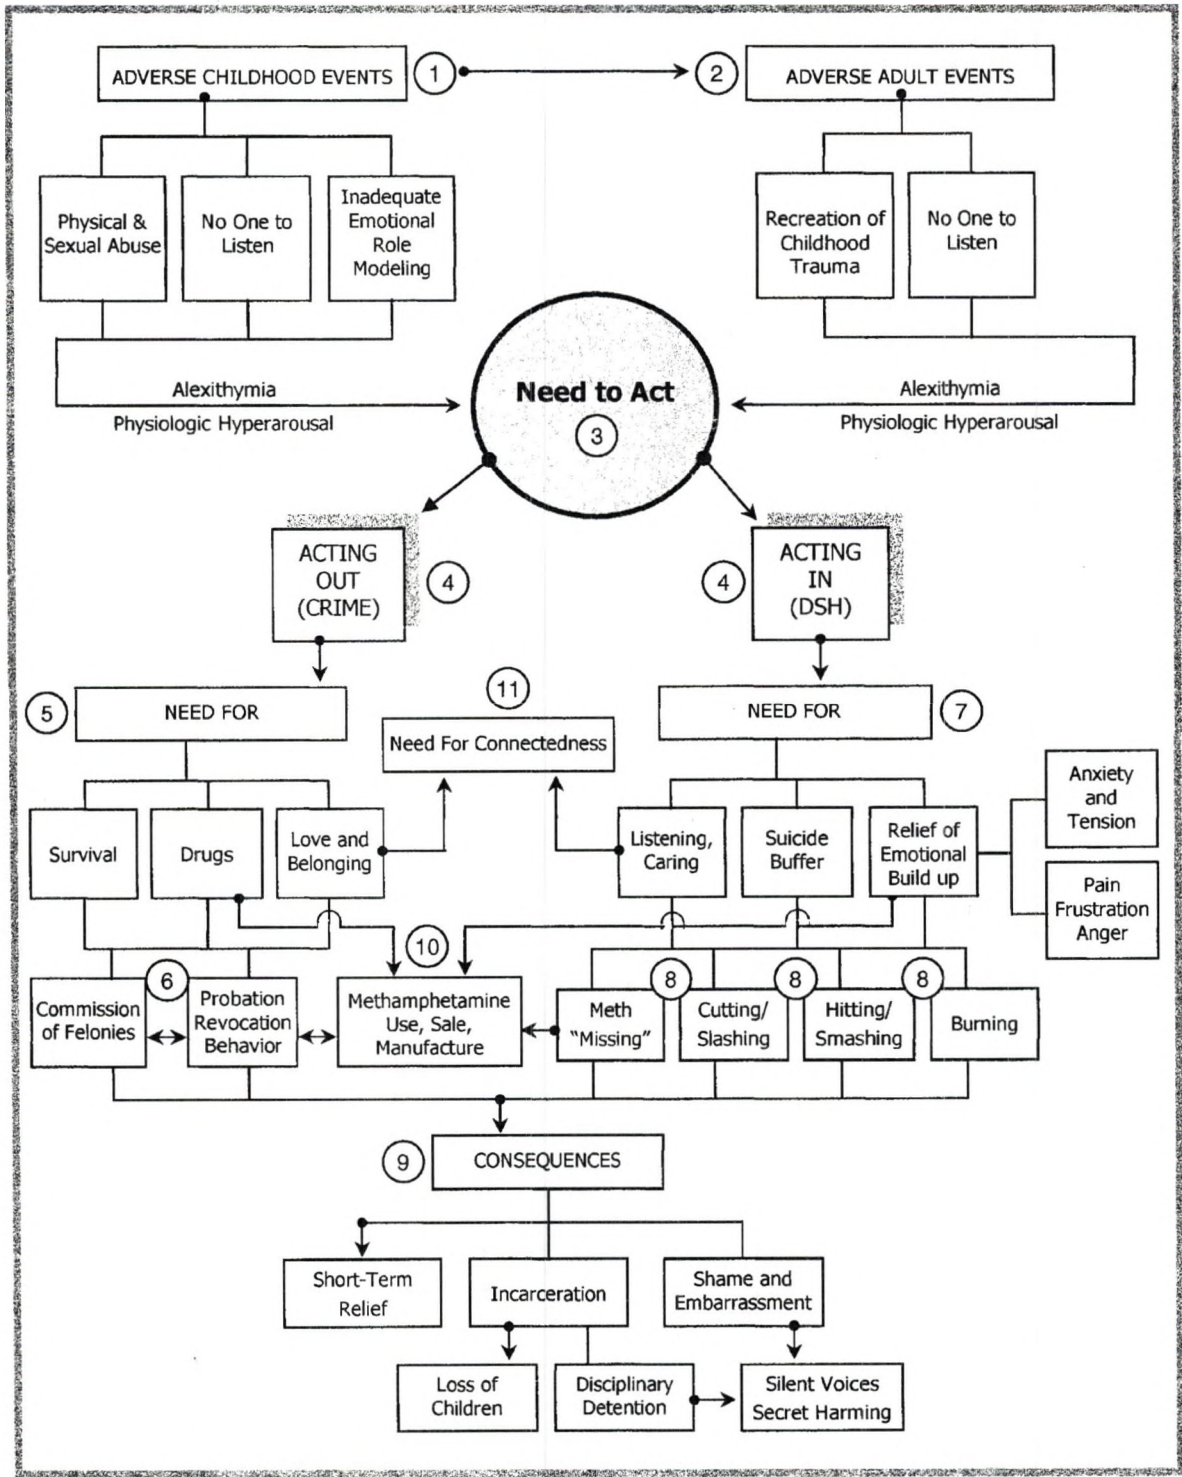 ADVERSE CHILDHOOD EVENTS
1
2
ADVERSE ADULT EVENTS
Physical &
Sexual Abuse
No One to
Listen
Inadequate
Emotional
Role
Modeling
Recreation of
Childhood
Trauma
No One to
Listen
Alexithymia
Physiologic Hyperarousal
Need to Act
3
Alexithymia
Physiologic Hyperarousal
ACTING
OUT
(CRIME)
4
4
ACTING
IN
(DSH)
5
NEED FOR
11
Need For Connectedness
NEED FOR
7
Survival
Drugs
Love and
Belonging
Listening,
Caring
Suicide
Buffer
Relief of
Emotional
Build up
Anxiety
and
Tension
Pain
Frustration
Anger
Commission
of Felonies
6
Probation
Revocation
Behavior
10
Methamphetamine
Use, Sale,
Manufacture
Meth
"Missing"
8
Cutting/
Slashing
8
Hitting/
Smashing
8
Burning
9
CONSEQUENCES
Short-Term
Relief
Incarceration
Shame and
Embarrassment
Loss of
Children
Disciplinary
Detention
Silent Voices
Secret Harming